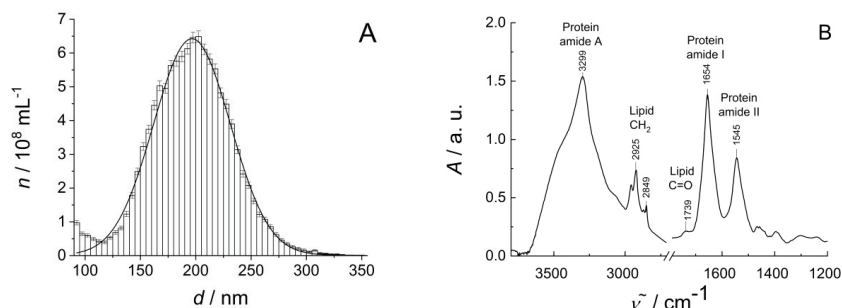 A
7
6
5
4
3
2
1
0
n / 10⁸ mL⁻¹
100 150 200 250 300 350
d / nm
B
2.0
1.5
1.0
0.5
0.0
A / a. u.
Protein
amide A
3299
Lipid
CH₂
2925
2849
Lipid
C=O
1739
Protein
amide I
1654
Protein
amide II
1545
3500 3000 1600 1400 1200
ν̃ / cm⁻¹